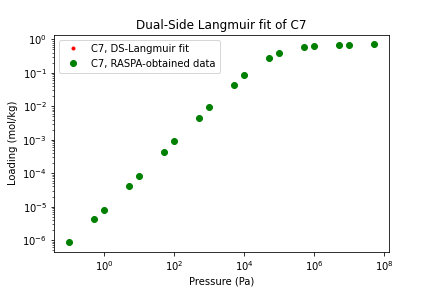 Dual-Side Langmuir fit of C7
C7, DS-Langmuir fit
C7, RASPA-obtained data
Loading (mol/kg)
10⁰
10⁻¹
10⁻²
10⁻³
10⁻⁴
10⁻⁵
10⁻⁶
10⁰ 10² 10⁴ 10⁶ 10⁸
Pressure (Pa)